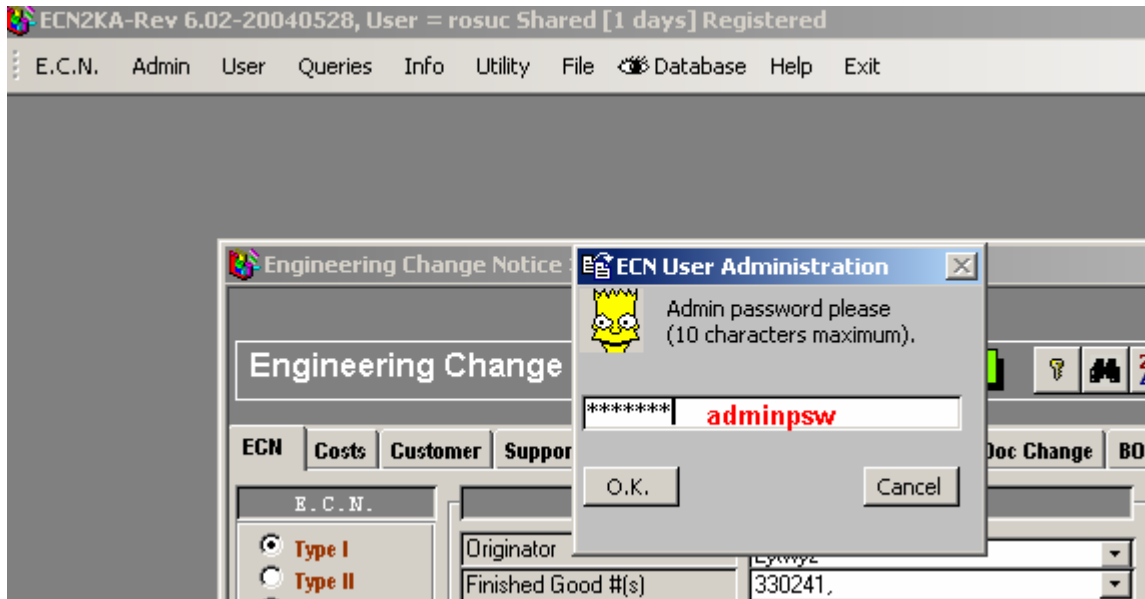 ECN2KA-Rev 6.02-20040528, User = rosuc Shared [1 days] Registered
E.C.N. Admin User Queries Info Utility File Database Help Exit
Engineering Change Notice
ECN User Administration
Admin password please
(10 characters maximum).
Engineering Change
******* adminpsw
ECN Costs Customer Doc Change
O.K. Cancel
E.C.N.
Type I
Originator
Type II
Finished Good #(s) 330241,